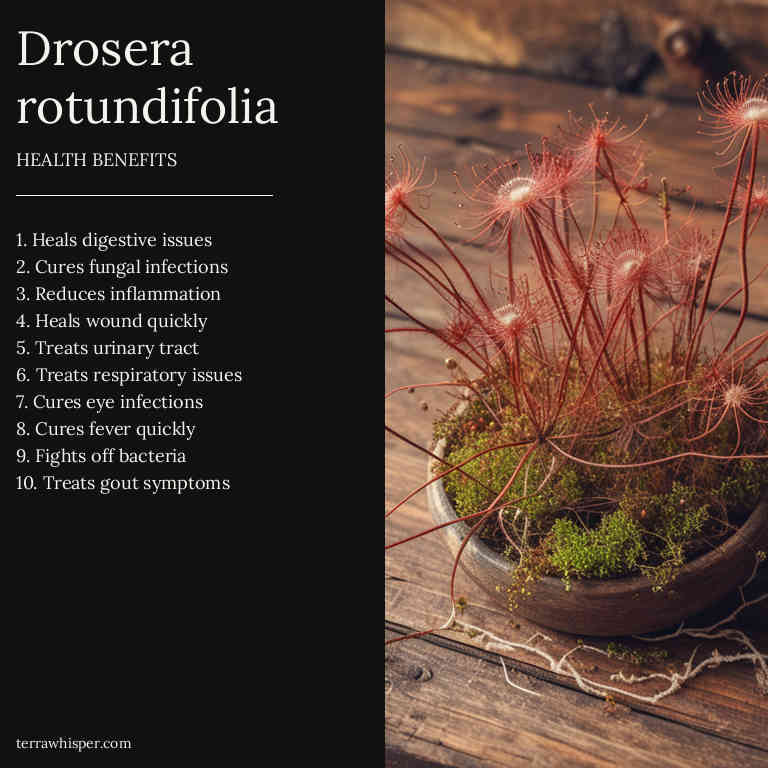 Drosera
rotundifolia
HEALTH BENEFITS
1. Heals digestive issues
2. Cures fungal infections
3. Reduces inflammation
4. Heals wound quickly
5. Treats urinary tract
6. Treats respiratory issues
7. Cures eye infections
8. Cures fever quickly
9. Fights off bacteria
10. Treats gout symptoms
terrawhisper.com